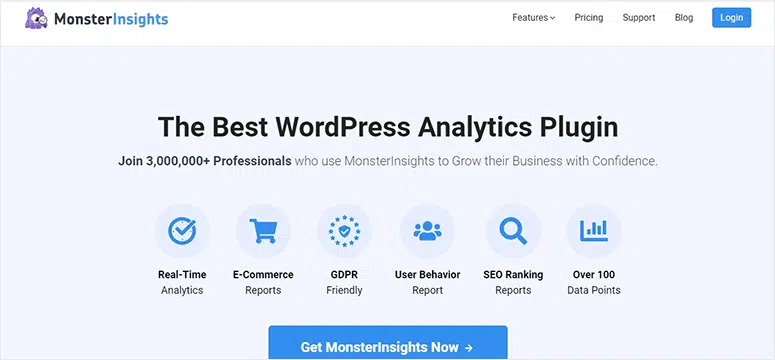 MonsterInsights
Features Pricing Support Blog Login
The Best WordPress Analytics Plugin
Join 3,000,000+ Professionals who use MonsterInsights to Grow their Business with Confidence.
Real-Time E-Commerce GDPR User Behavior SEO Ranking Over 100
Analytics Reports Friendly Report Reports Data Points
Get MonsterInsights Now →